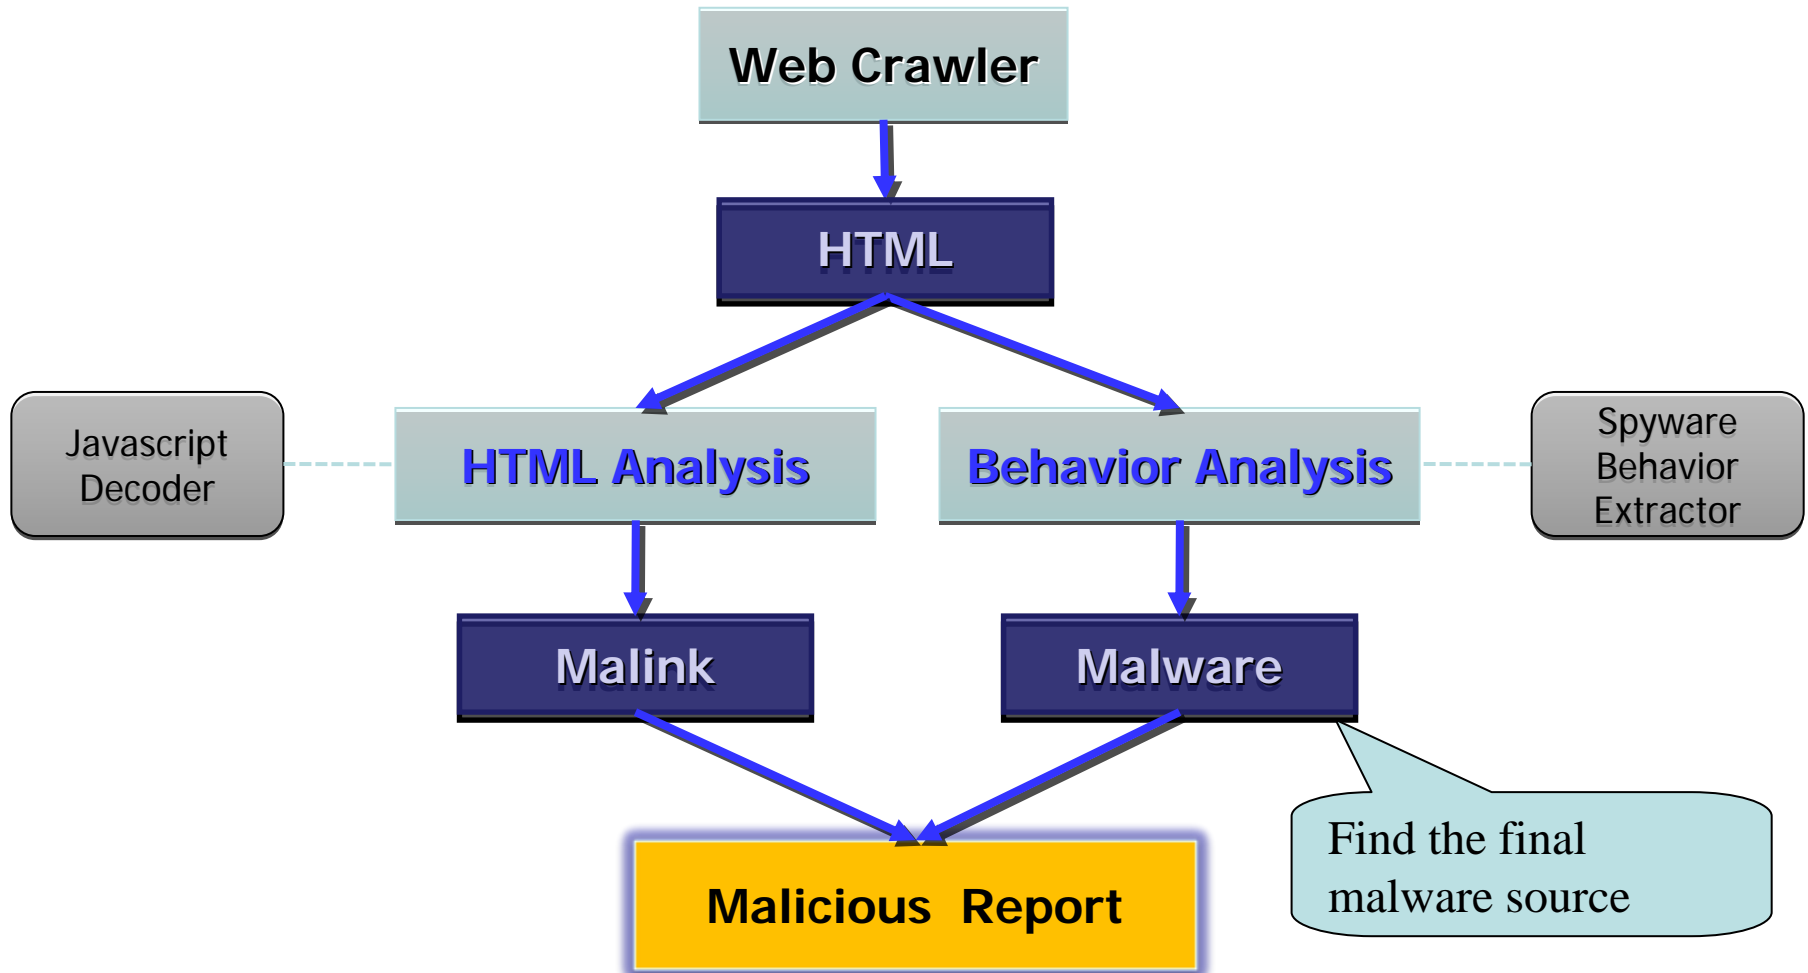 Web Crawler
HTML
Javascript
Decoder
HTML Analysis
Behavior Analysis
Spyware
Behavior
Extractor
Malink
Malware
Find the final
malware source
Malicious Report